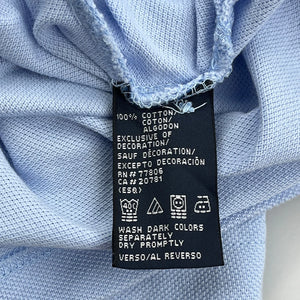 100% COTTON/
COTON/
ALGODON
EXCLUSIVE OF
DECORATION/
SAUF DÉCORATION/
EXCEPTO DECORACIÓN
RN# 77806
CA# 20781
(ESG)
WASH DARK COLORS
SEPARATELY
DRY PROMPTLY
VERSO/AL REVERSO